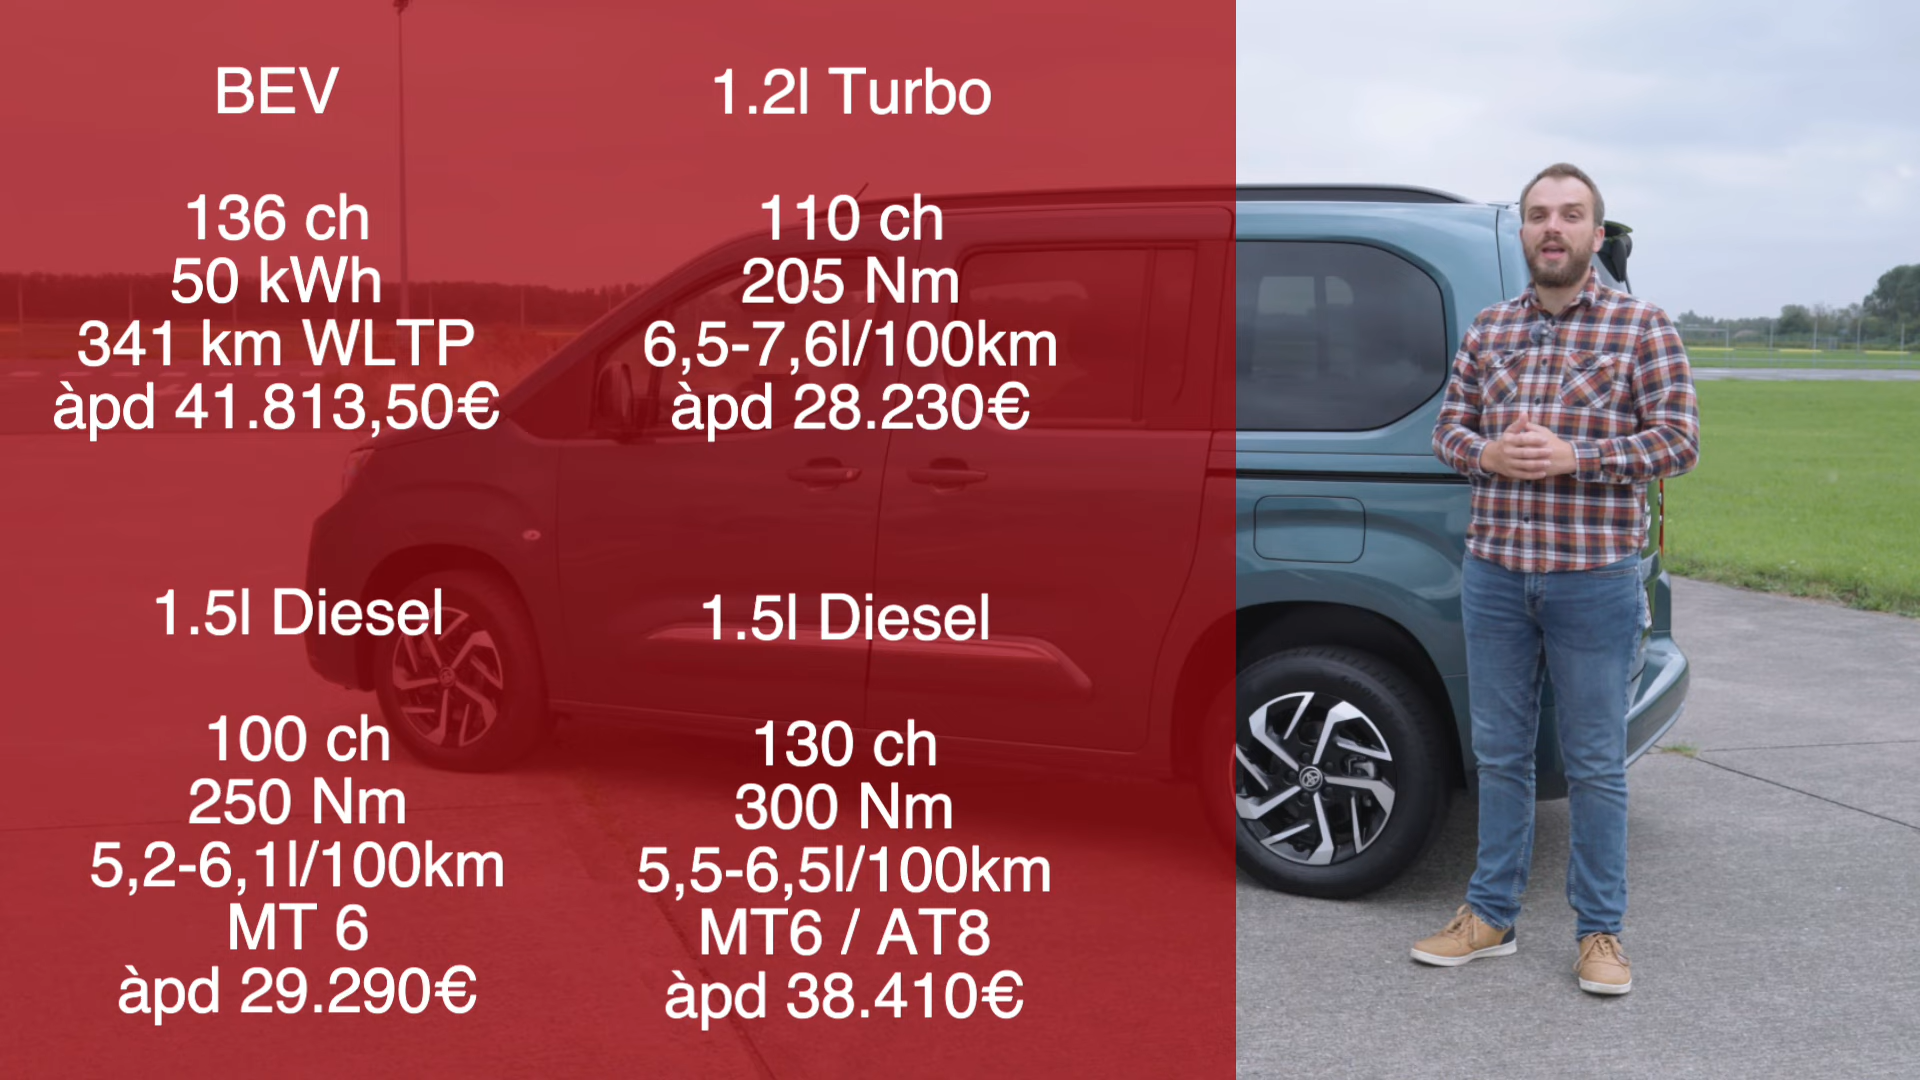 BEV
136 ch
50 kWh
341 km WLTP
àpd 41.813,50€
1.2l Turbo
110 ch
205 Nm
6,5-7,6l/100km
àpd 28.230€
1.5l Diesel
100 ch
250 Nm
5,2-6,1l/100km
MT 6
àpd 29.290€
1.5l Diesel
130 ch
300 Nm
5,5-6,5l/100km
MT6 / AT8
àpd 38.410€